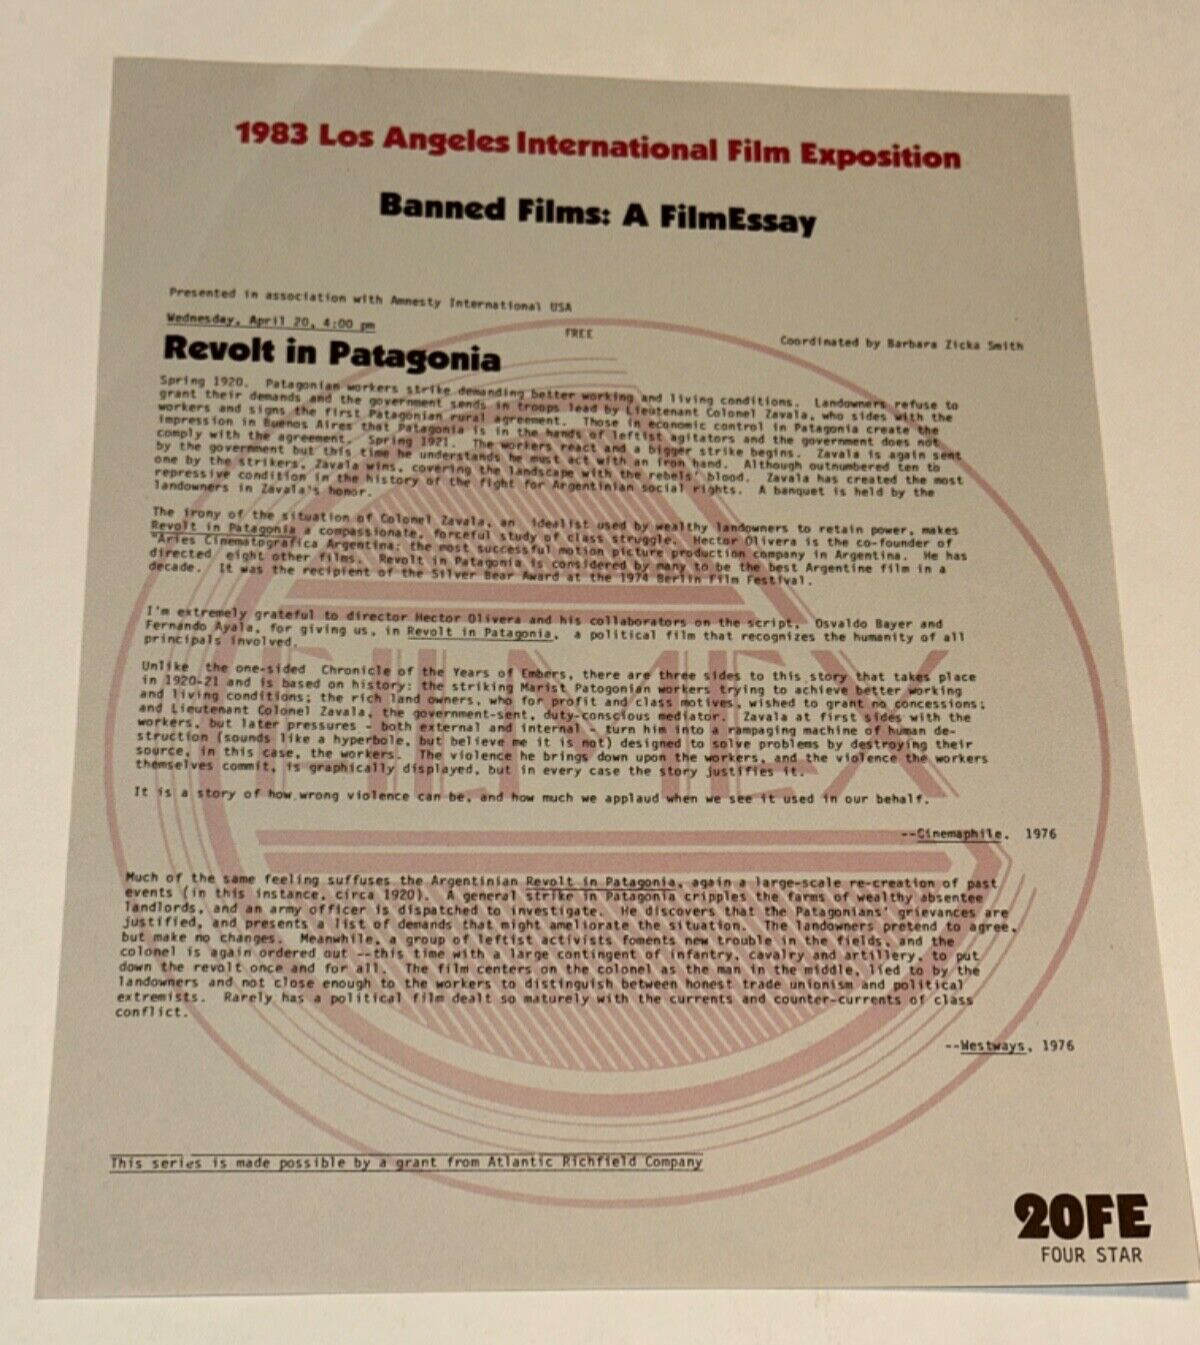 1983 Los Angeles International Film Exposition
Banned Films: A FilmEssay
Presented in association with Amnesty International USA
Wednesday, April 20, 4:00 pm
FREE
Coordinated by Barbara Zicka Smith
Revolt in Patagonia
Spring 1920. Patagonian workers strike demanding better working and living conditions. Landowners refuse to
grant their demands and the government sends in troops lead by Lieutenant Colonel Zavala, who sides with the
workers and signs the first Patagonian rural agreement. Those in economic control in Patagonia create the
impression in Buenos Aires that Patagonia is in the hands of leftist agitators and the government does not
comply with the agreement. Spring 1921. The workers react and a bigger strike begins. Zavala is again sent
by the government but this time he understands he must act with an iron hand. Although outnumbered ten to
one by the strikers, Zavala wins, covering the landscape with the rebels' blood. Zavala has created the most
repressive condition in the history of the fight for Argentinian social rights. A banquet is held by the
landowners in Zavala's honor.
The irony of the situation of Colonel Zavala, an idealist used by wealthy landowners to retain power, makes
Revolt in Patagonia a compassionate, forceful study of class struggle. Hector Olivera is the co-founder of
"Aries Cinematografica Argentina: the most successful motion picture production company in Argentina. He has
directed eight other films. Revolt in Patagonia is considered by many to be the best Argentine film in a
decade. It was the recipient of the Silver Bear Award at the 1974 Berlin Film Festival.
I'm extremely grateful to director Hector Olivera and his collaborators on the script, Osvaldo Bayer and
Fernando Ayala, for giving us, in Revolt in Patagonia, a political film that recognizes the humanity of all
principals involved.
Unlike the one-sided Chronicle of the Years of Embers, there are three sides to this story that takes place
in 1920-21 and is based on history: the striking Marist Patogonian workers trying to achieve better working
and living conditions; the rich land owners, who for profit and class motives, wished to grant no concessions;
and Lieutenant Colonel Zavala, the government-sent, duty-conscious mediator. Zavala at first sides with the
workers, but later pressures - both external and internal - turn him into a rampaging machine of human de-
struction (sounds like a hyperbole, but believe me it is not) designed to solve problems by destroying their
source, in this case, the workers. The violence he brings down upon the workers, and the violence the workers
themselves commit, is graphically displayed, but in every case the story justifies it.
It is a story of how wrong violence can be, and how much we applaud when we see it used in our behalf.
--Cinemaphile, 1976
Much of the same feeling suffuses the Argentinian Revolt in Patagonia, again a large-scale re-creation of past
events (in this instance, circa 1920). A general strike in Patagonia cripples the farms of wealthy absentee
landlords, and an army officer is dispatched to investigate. He discovers that the Patagonians' grievances are
justified, and presents a list of demands that might ameliorate the situation. The landowners pretend to agree,
but make no changes. Meanwhile, a group of leftist activists foments new trouble in the fields, and the
colonel is again ordered out --this time with a large contingent of infantry, cavalry and artillery, to put
down the revolt once and for all. The film centers on the colonel as the man in the middle, lied to by the
landowners and not close enough to the workers to distinguish between honest trade unionism and political
extremists. Rarely has a political film dealt so maturely with the currents and counter-currents of class
conflict.
--Westways, 1976
FILMEX
This series is made possible by a grant from Atlantic Richfield Company
20FE
FOUR STAR